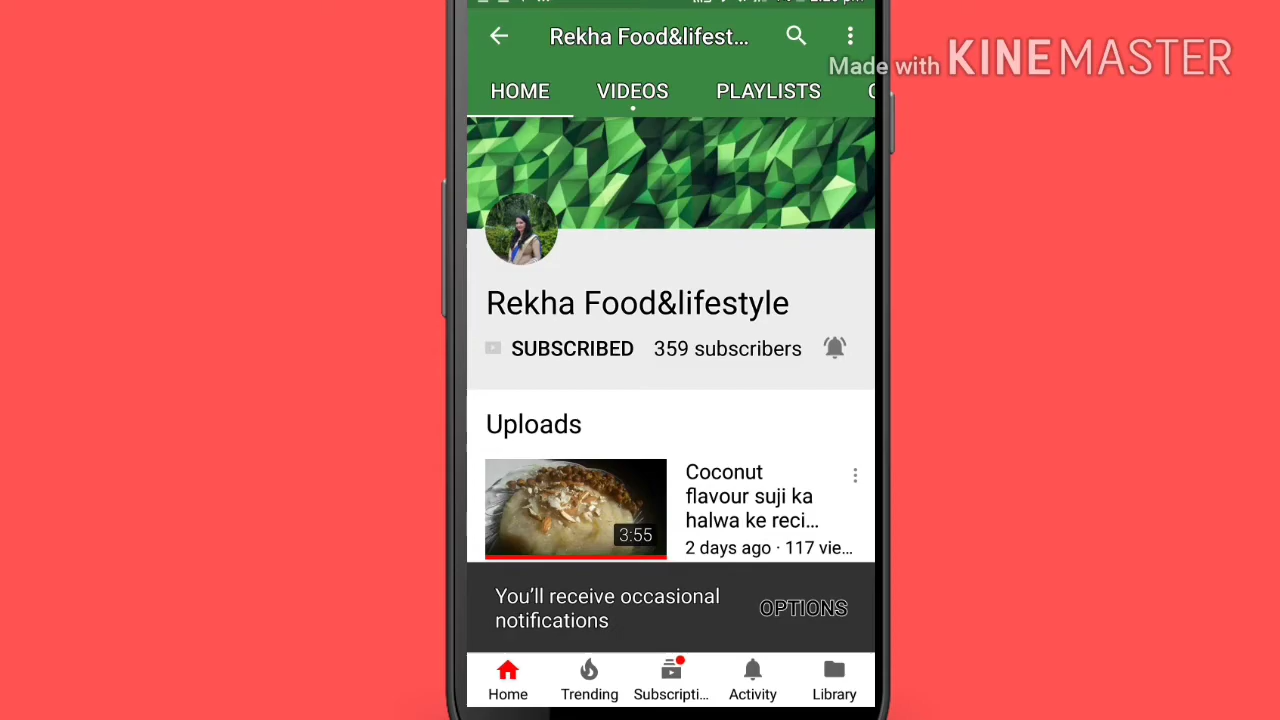 Rekha Food&lifest...
Made with KINEMASTER
HOME VIDEOS PLAYLISTS
Rekha Food&lifestyle
SUBSCRIBED 359 subscribers
Uploads
Coconut
flavour suji ka
halwa ke reci...
3:55
2 days ago · 117 vie...
You’ll receive occasional
notifications
OPTIONS
Home Trending Subscripti... Activity Library